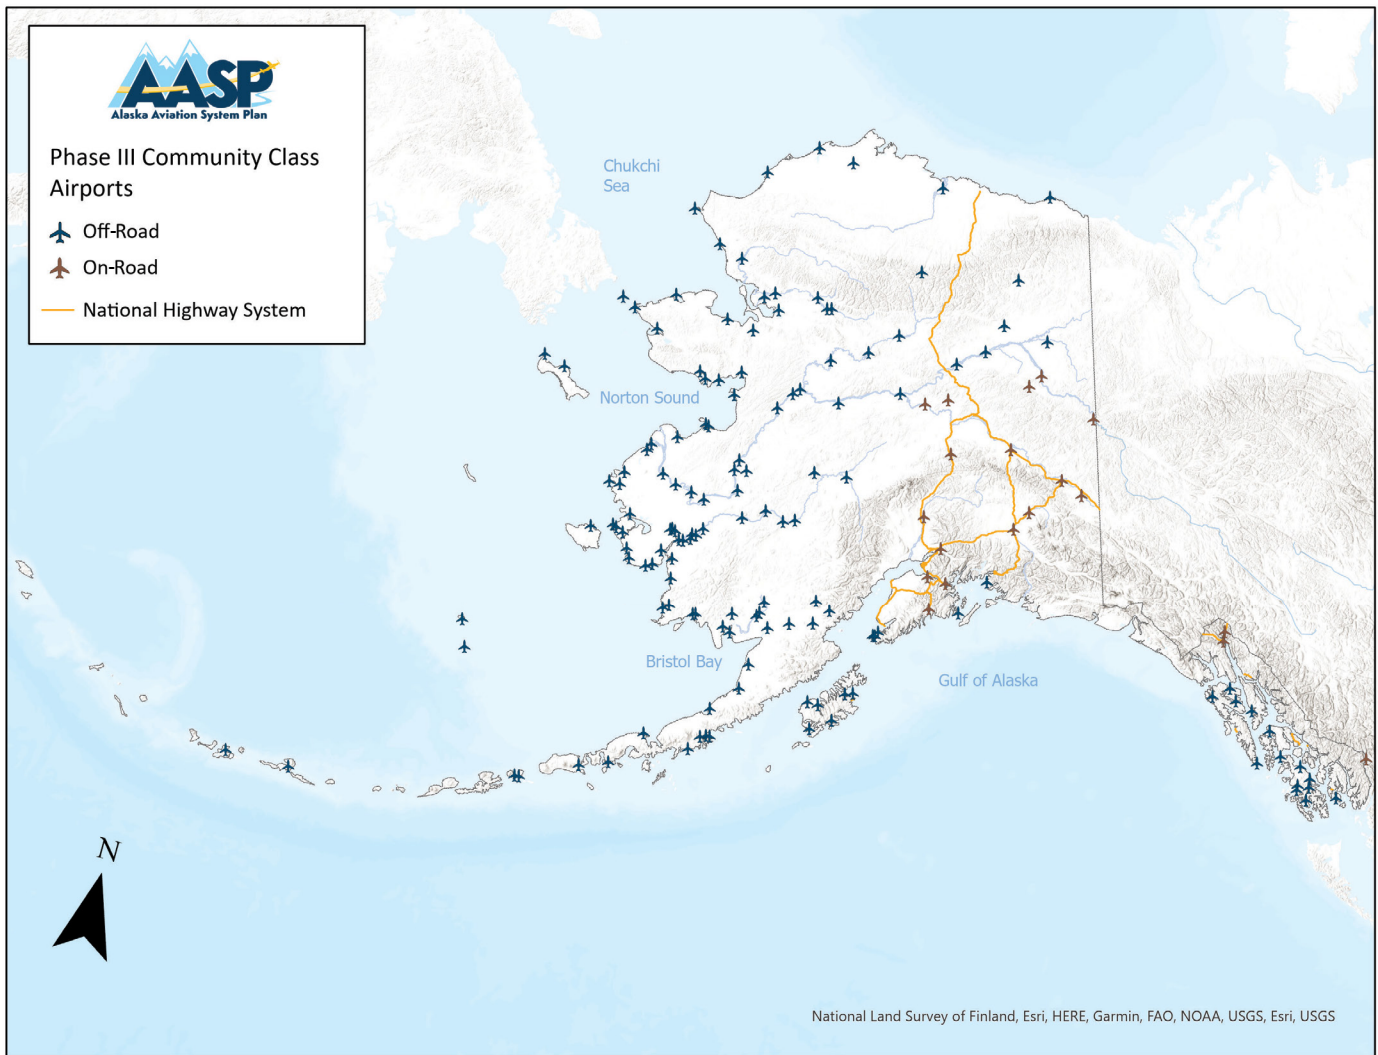 AASP
Alaska Aviation System Plan
Phase III Community Class
Airports
Off-Road
On-Road
National Highway System
Chukchi
Sea
Norton Sound
Bristol Bay
Gulf of Alaska
N
National Land Survey of Finland, Esri, HERE, Garmin, FAO, NOAA, USGS, Esri, USGS